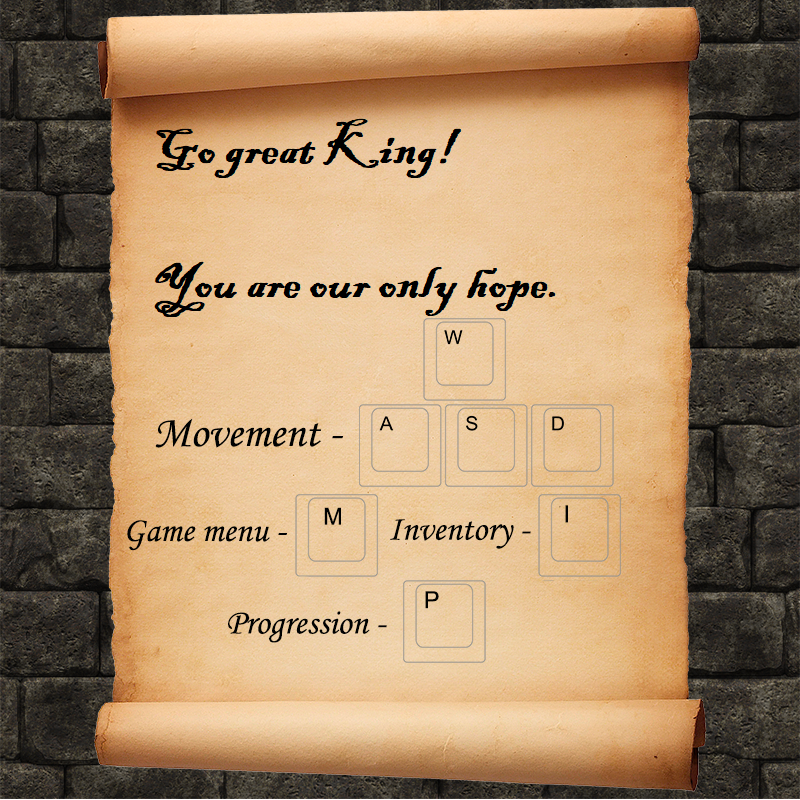 Go great King!
You are our only hope.
W
Movement - A S D
Game menu - M Inventory - I
Progression - P